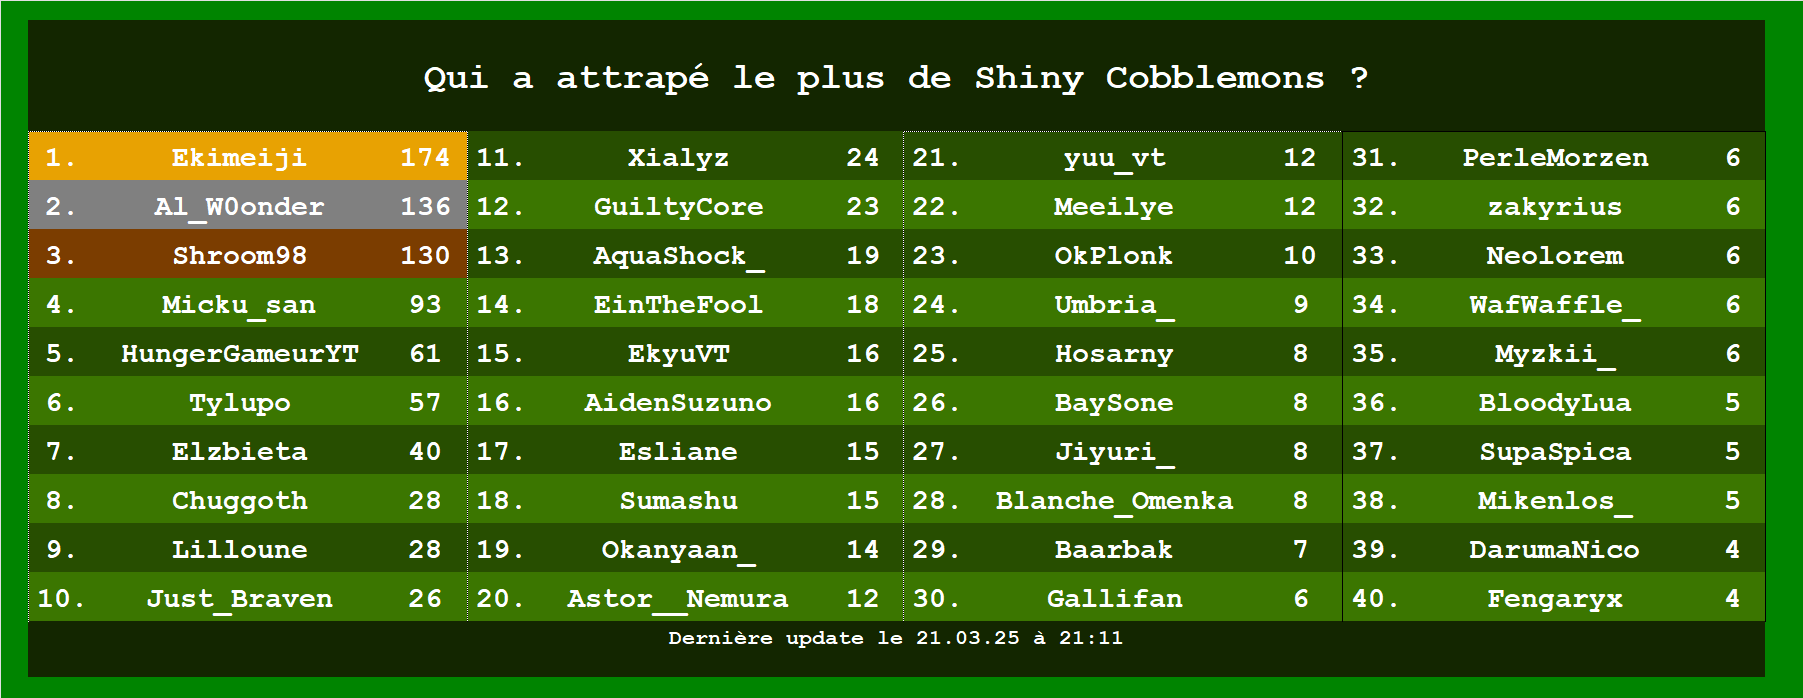 Qui a attrapé le plus de Shiny Cobblemons ?
1. Ekimeiji 174 11. Xialyz 24 21. yuu_vt 12 31. PerleMorzen 6
2. Al_W0onder 136 12. GuiltyCore 23 22. Meeilye 12 32. zakyrius 6
3. Shroom98 130 13. AquaShock_ 19 23. OkPlonk 10 33. Neolorem 6
4. Micku_san 93 14. EinTheFool 18 24. Umbria_ 9 34. WafWaffle_ 6
5. HungerGameurYT 61 15. EkyuVT 16 25. Hosarny 8 35. Myzkii_ 6
6. Tylupo 57 16. AidenSuzuno 16 26. BaySone 8 36. BloodyLua 5
7. Elzbieta 40 17. Esliane 15 27. Jiyuri_ 8 37. SupaSpica 5
8. Chuggoth 28 18. Sumashu 15 28. Blanche_Omenka 8 38. Mikenlos_ 5
9. Lilloune 28 19. Okanyaan_ 14 29. Baarbak 7 39. DarumaNico 4
10. Just_Braven 26 20. Astor__Nemura 12 30. Gallifan 6 40. Fengaryx 4
Dernière update le 21.03.25 à 21:11